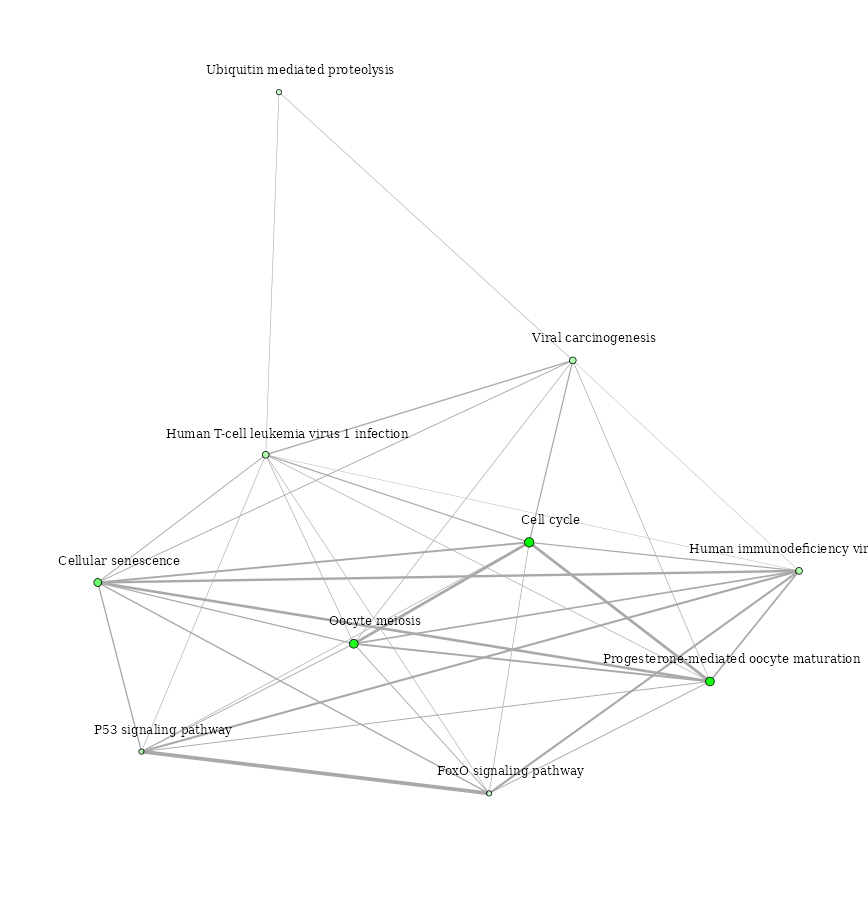 Ubiquitin mediated proteolysis
Viral carcinogenesis
Human T-cell leukemia virus 1 infection
Cell cycle
Human immunodeficiency vir
Cellular senescence
Oocyte meiosis
Progesterone-mediated oocyte maturation
P53 signaling pathway
FoxO signaling pathway